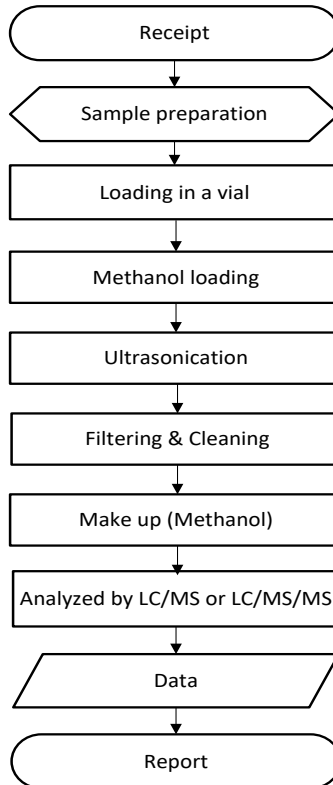 Receipt
Sample preparation
Loading in a vial
Methanol loading
Ultrasonication
Filtering & Cleaning
Make up (Methanol)
Analyzed by LC/MS or LC/MS/MS
Data
Report